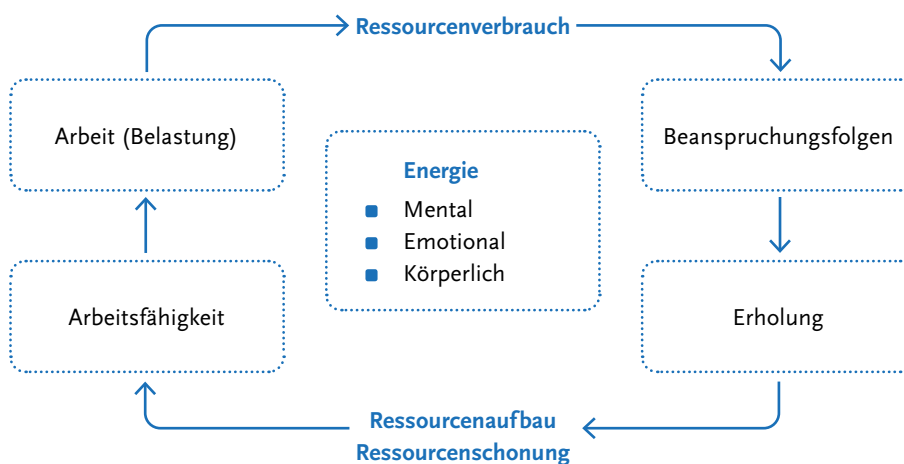 Ressourcenverbrauch
Arbeit (Belastung)
Beanspruchungsfolgen
Energie
Mental
Emotional
Körperlich
Arbeitsfähigkeit
Erholung
Ressourcenaufbau
Ressourcenschonung